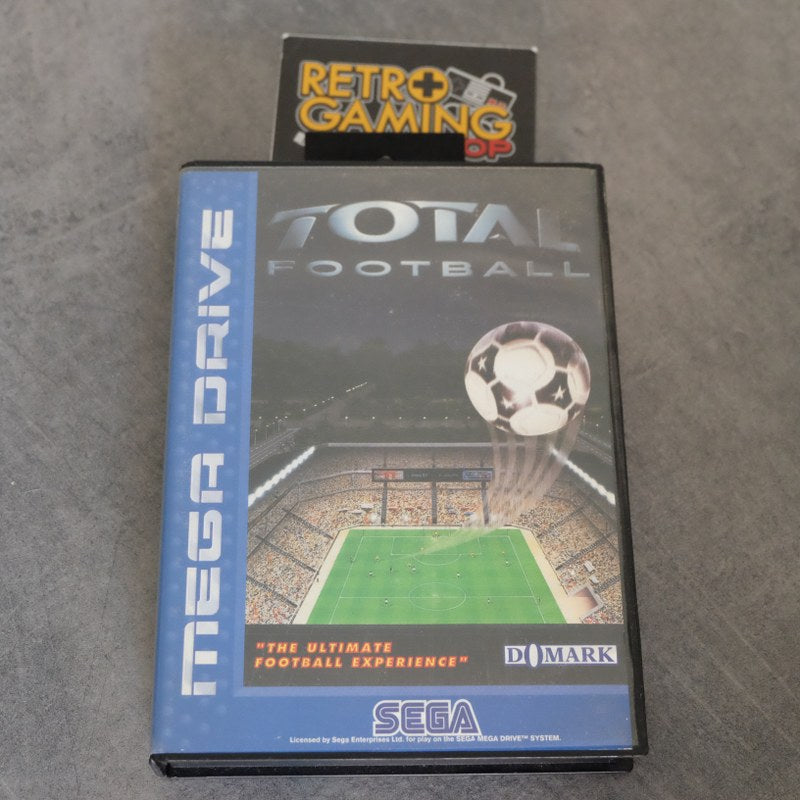 RETRO
GAMING
OP
TOTAL
FOOTBALL
MEGA DRIVE
"THE ULTIMATE
FOOTBALL EXPERIENCE"
DOMARK
SEGA
Licensed by Sega Enterprises Ltd. for play on the SEGA MEGA DRIVE™ SYSTEM.